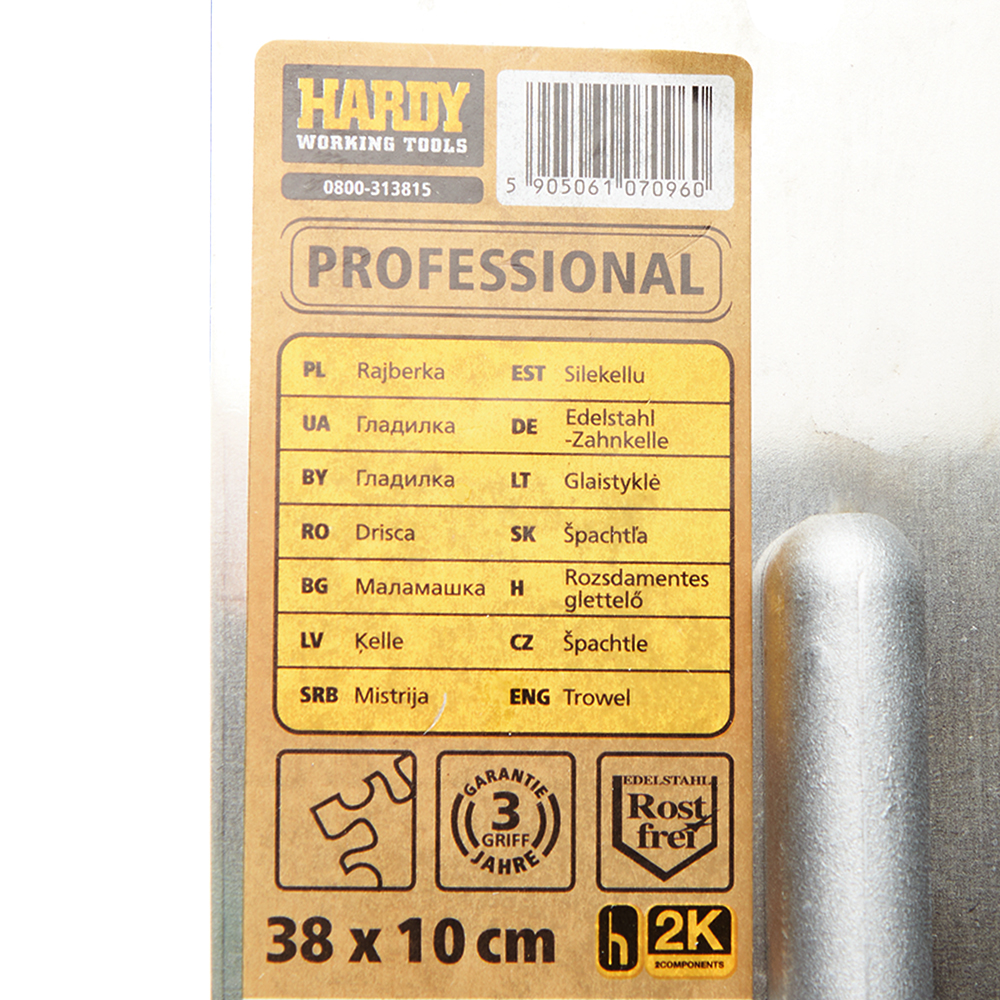 HARDY
WORKING TOOLS
0800-313815
5 905061 070960
PROFESSIONAL
PL Rajberka
EST Silekellu
UA Гладилка
DE Edelstahl
-Zahnkelle
BY Гладилка
LT Glaistyklė
RO Drisca
SK Špachtľa
BG Маламашка
H Rozsdamentes
glettelő
LV Ķelle
CZ Špachtle
SRB Mistrija
ENG Trowel
GARANTIE
3
GRIFF
JAHRE
EDELSTAHL
Rost
frei
38 x 10 cm
h 2K
COMPONENTS